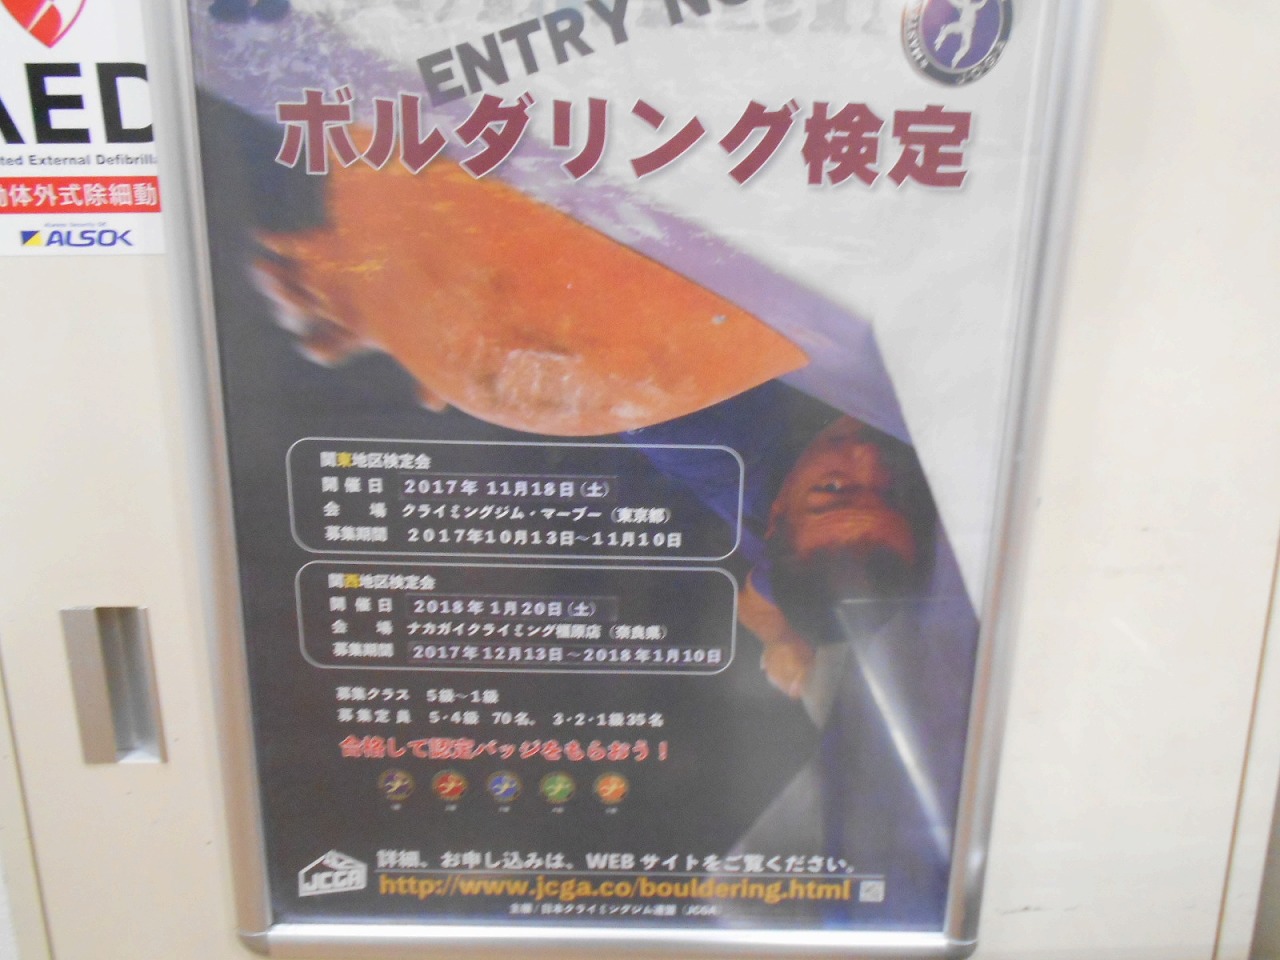 ENTRY
ボルダリング検定
AED
ted External Defibrill
体外式除細動
ALSOK
関東地区検定会
開催日 2017年 11月18日（土）
会場 クライミングジム・マーブー（東京都）
募集期間 2017年10月13日～11月10日
関西地区検定会
開催日 2018年 1月20日（土）
会場 ナカガイクライミング橿原店（奈良県）
募集期間 2017年12月13日～2018年1月10日
募集クラス 5級～1級
募集定員 5・4級 70名、 3・2・1級35名
合格して認定バッジをもらおう！
JCGA
詳細、お申し込みは、WEBサイトをご覧ください。
http://www.jcga.co/bouldering.html
主催／日本クライミングジム連盟（JCGA）